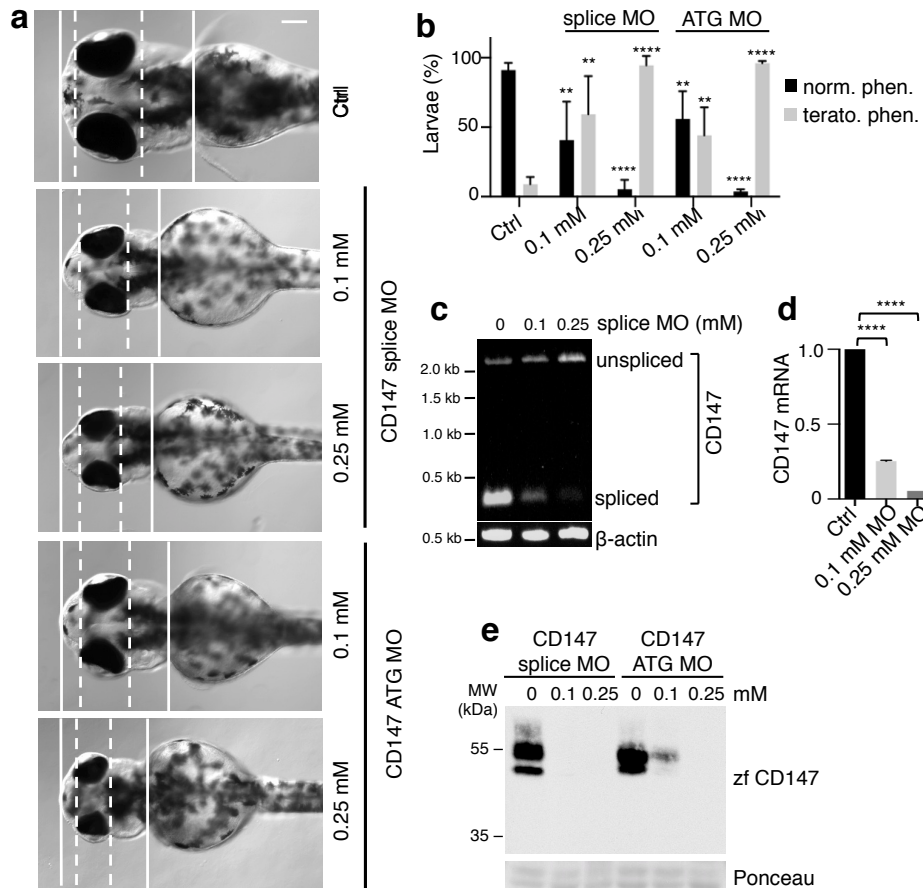 a
Ctrl
0.1 mM
0.25 mM
CD147 splice MO
0.1 mM
0.25 mM
CD147 ATG MO
b
splice MO
ATG MO
Larvae (%)
100
50
0
**
**
****
****
**
**
****
****
Ctrl
0.1 mM
0.25 mM
0.1 mM
0.25 mM
norm. phen.
terato. phen.
c
0 0.1 0.25 splice MO (mM)
2.0 kb
1.5 kb
1.0 kb
0.5 kb
0.5 kb
unspliced
spliced
CD147
β-actin
d
****
****
CD147 mRNA
1.0
0.5
0
Ctrl
0.1 mM MO
0.25 mM MO
e
CD147
splice MO
CD147
ATG MO
MW
(kDa)
0 0.1 0.25 0 0.1 0.25 mM
55
35
zf CD147
Ponceau